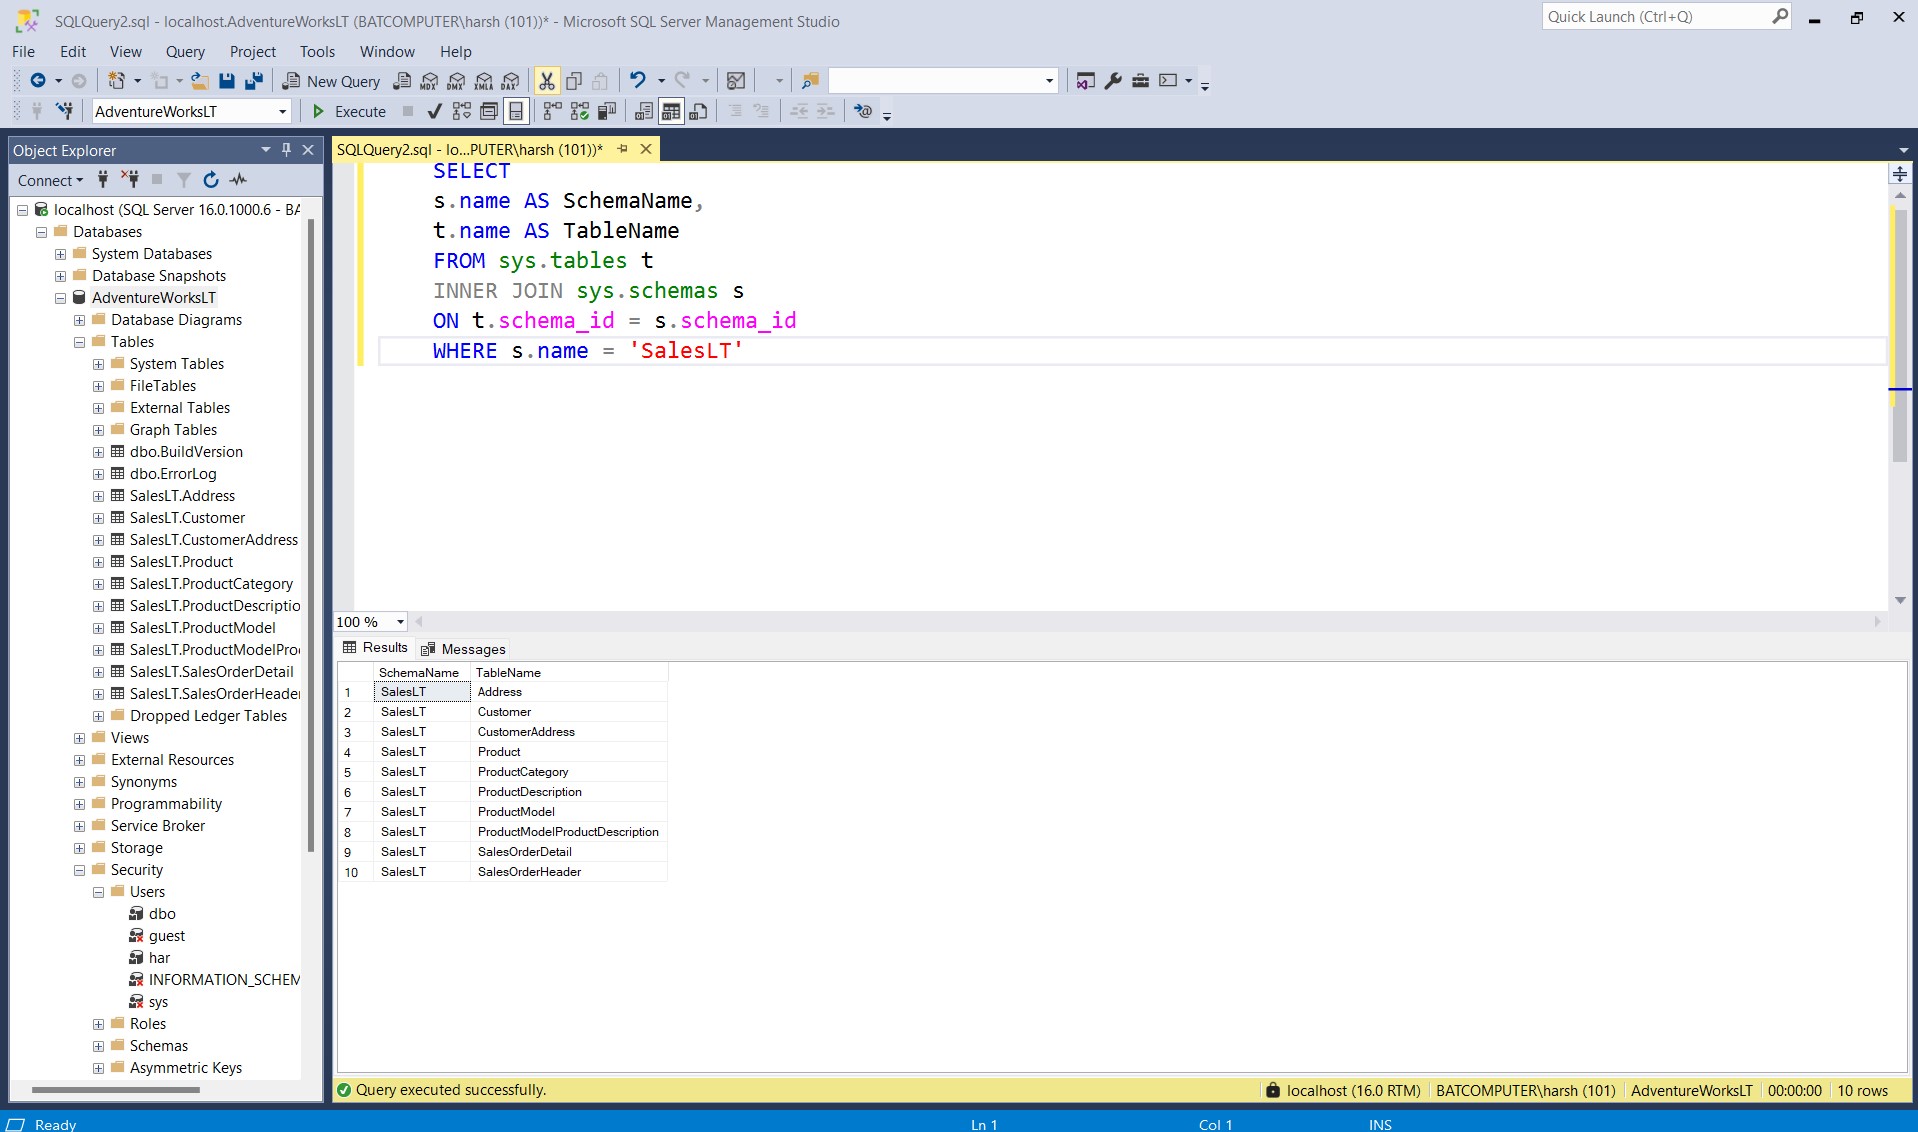 SQLQuery2.sql - localhost.AdventureWorksLT (BATCOMPUTER\harsh (101))* - Microsoft SQL Server Management Studio
Quick Launch (Ctrl+Q)
File Edit View Query Project Tools Window Help
New Query MDX DMX XMLA DAX
AdventureWorksLT Execute
Object Explorer
Connect
localhost (SQL Server 16.0.1000.6 - BA
Databases
System Databases
Database Snapshots
AdventureWorksLT
Database Diagrams
Tables
System Tables
FileTables
External Tables
Graph Tables
dbo.BuildVersion
dbo.ErrorLog
SalesLT.Address
SalesLT.Customer
SalesLT.CustomerAddress
SalesLT.Product
SalesLT.ProductCategory
SalesLT.ProductDescriptio
SalesLT.ProductModel
SalesLT.ProductModelPro
SalesLT.SalesOrderDetail
SalesLT.SalesOrderHeader
Dropped Ledger Tables
Views
External Resources
Synonyms
Programmability
Service Broker
Storage
Security
Users
dbo
guest
har
INFORMATION_SCHEM
sys
Roles
Schemas
Asymmetric Keys
SQLQuery2.sql - lo...PUTER\harsh (101))*
SELECT
s.name AS SchemaName,
t.name AS TableName
FROM sys.tables t
INNER JOIN sys.schemas s
ON t.schema_id = s.schema_id
WHERE s.name = 'SalesLT'
100 %
Results Messages
SchemaName TableName
1 SalesLT Address
2 SalesLT Customer
3 SalesLT CustomerAddress
4 SalesLT Product
5 SalesLT ProductCategory
6 SalesLT ProductDescription
7 SalesLT ProductModel
8 SalesLT ProductModelProductDescription
9 SalesLT SalesOrderDetail
10 SalesLT SalesOrderHeader
Query executed successfully. localhost (16.0 RTM) BATCOMPUTER\harsh (101) AdventureWorksLT 00:00:00 10 rows
Ready Ln 1 Col 1 INS